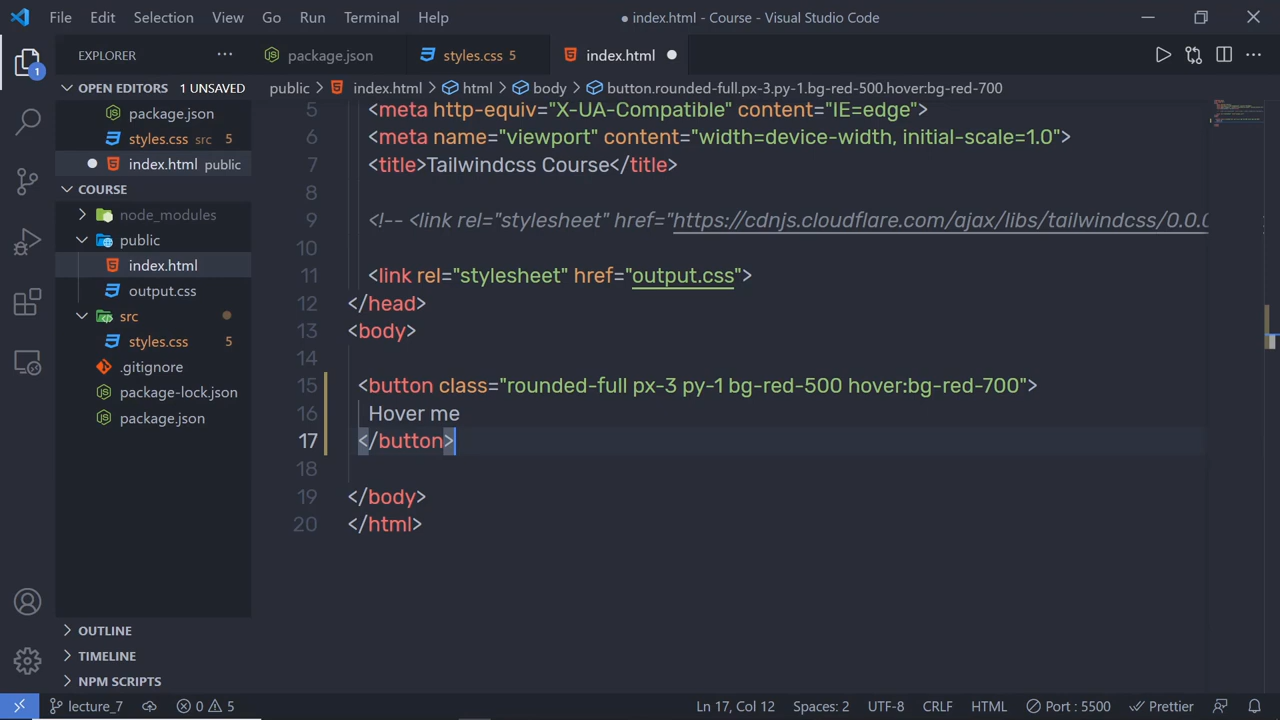 File Edit Selection View Go Run Terminal Help
● index.html - Course - Visual Studio Code
EXPLORER ···
package.json
styles.css 5
index.html ●
OPEN EDITORS 1 UNSAVED
package.json
styles.css src 5
● index.html public
COURSE
node_modules
public
index.html
output.css
src
styles.css 5
.gitignore
package-lock.json
package.json
OUTLINE
TIMELINE
NPM SCRIPTS
1
public > index.html > html > body > button.rounded-full.px-3.py-1.bg-red-500.hover:bg-red-700
5 <meta http-equiv="X-UA-Compatible" content="IE=edge">
6 <meta name="viewport" content="width=device-width, initial-scale=1.0">
7 <title>Tailwindcss Course</title>
8
9 <!-- <link rel="stylesheet" href="https://cdnjs.cloudflare.com/ajax/libs/tailwindcss/0.0.0
10
11 <link rel="stylesheet" href="output.css">
12 </head>
13 <body>
14
15 <button class="rounded-full px-3 py-1 bg-red-500 hover:bg-red-700">
16 Hover me
17 </button>
18
19 </body>
20 </html>
lecture_7 0 5 Ln 17, Col 12 Spaces: 2 UTF-8 CRLF HTML Port : 5500 Prettier